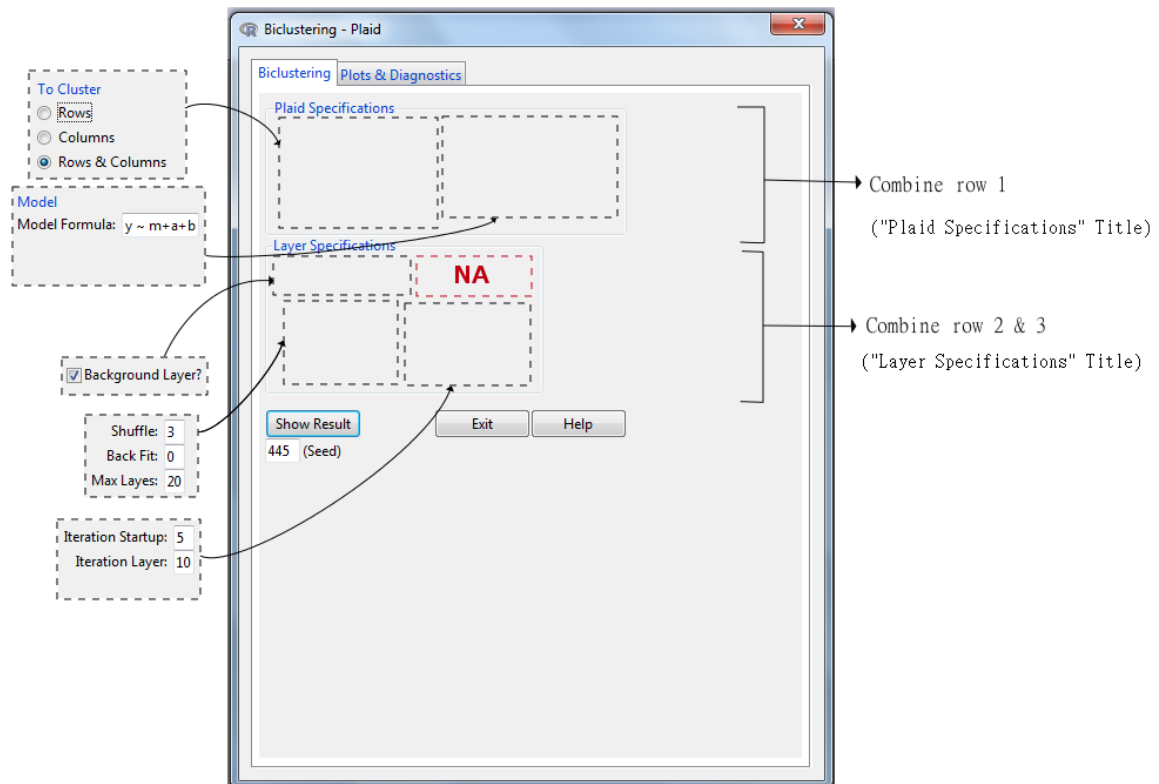 Biclustering - Plaid
Biclustering
Plots & Diagnostics
To Cluster
Rows
Columns
Rows & Columns
Model
Model Formula: y ~ m+a+b
Plaid Specifications
Combine row 1
("Plaid Specifications" Title)
Layer Specifications
NA
Combine row 2 & 3
("Layer Specifications" Title)
Background Layer?
Shuffle: 3
Back Fit: 0
Max Layes: 20
Iteration Startup: 5
Iteration Layer: 10
Show Result
Exit
Help
445 (Seed)